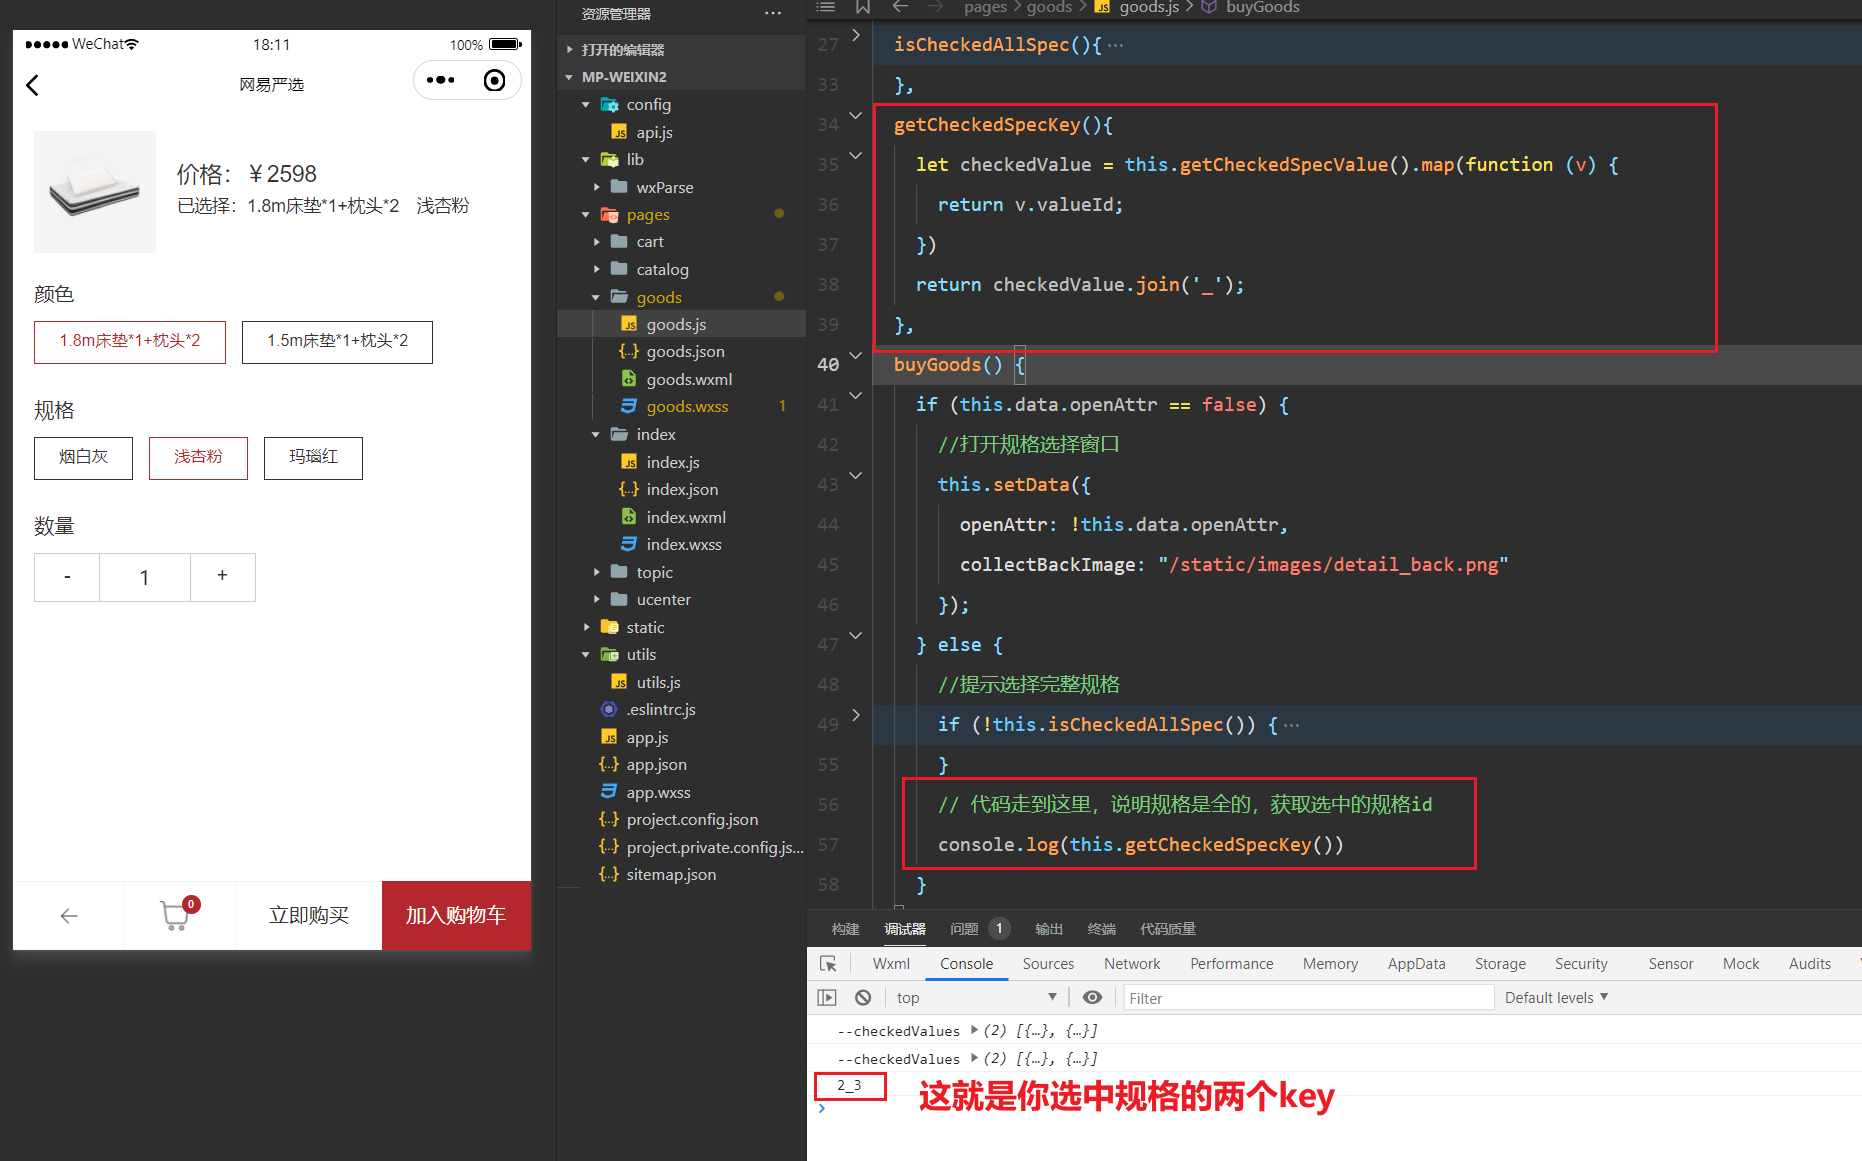 WeChat
18:11
100%
网易严选
价格：￥2598
已选择：1.8m床垫*1+枕头*2 浅杏粉
颜色
1.8m床垫*1+枕头*2
1.5m床垫*1+枕头*2
规格
烟白灰
浅杏粉
玛瑙红
数量
-
1
+
0
立即购买
加入购物车
资源管理器
打开的编辑器
MP-WEIXIN2
config
api.js
lib
wxParse
pages
cart
catalog
goods
goods.js
goods.json
goods.wxml
goods.wxss 1
index
index.js
index.json
index.wxml
index.wxss
topic
ucenter
static
utils
utils.js
.eslintrc.js
app.js
app.json
app.wxss
project.config.json
project.private.config.js...
sitemap.json
pages > goods > goods.js > buyGoods
27 isCheckedAllSpec(){ ···
33 },
34 getCheckedSpecKey(){
35 let checkedValue = this.getCheckedSpecValue().map(function (v) {
36 return v.valueId;
37 })
38 return checkedValue.join('_');
39 },
40 buyGoods() {
41 if (this.data.openAttr == false) {
42 //打开规格选择窗口
43 this.setData({
44 openAttr: !this.data.openAttr,
45 collectBackImage: "/static/images/detail_back.png"
46 });
47 } else {
48 //提示选择完整规格
49 if (!this.isCheckedAllSpec()) { ···
55 }
56 // 代码走到这里，说明规格是全的，获取选中的规格id
57 console.log(this.getCheckedSpecKey())
58 }
构建 调试器 问题 1 输出 终端 代码质量
Wxml Console Sources Network Performance Memory AppData Storage Security Sensor Mock Audits
top Filter Default levels
--checkedValues (2) [{…}, {…}]
--checkedValues (2) [{…}, {…}]
2_3
这就是你选中规格的两个key